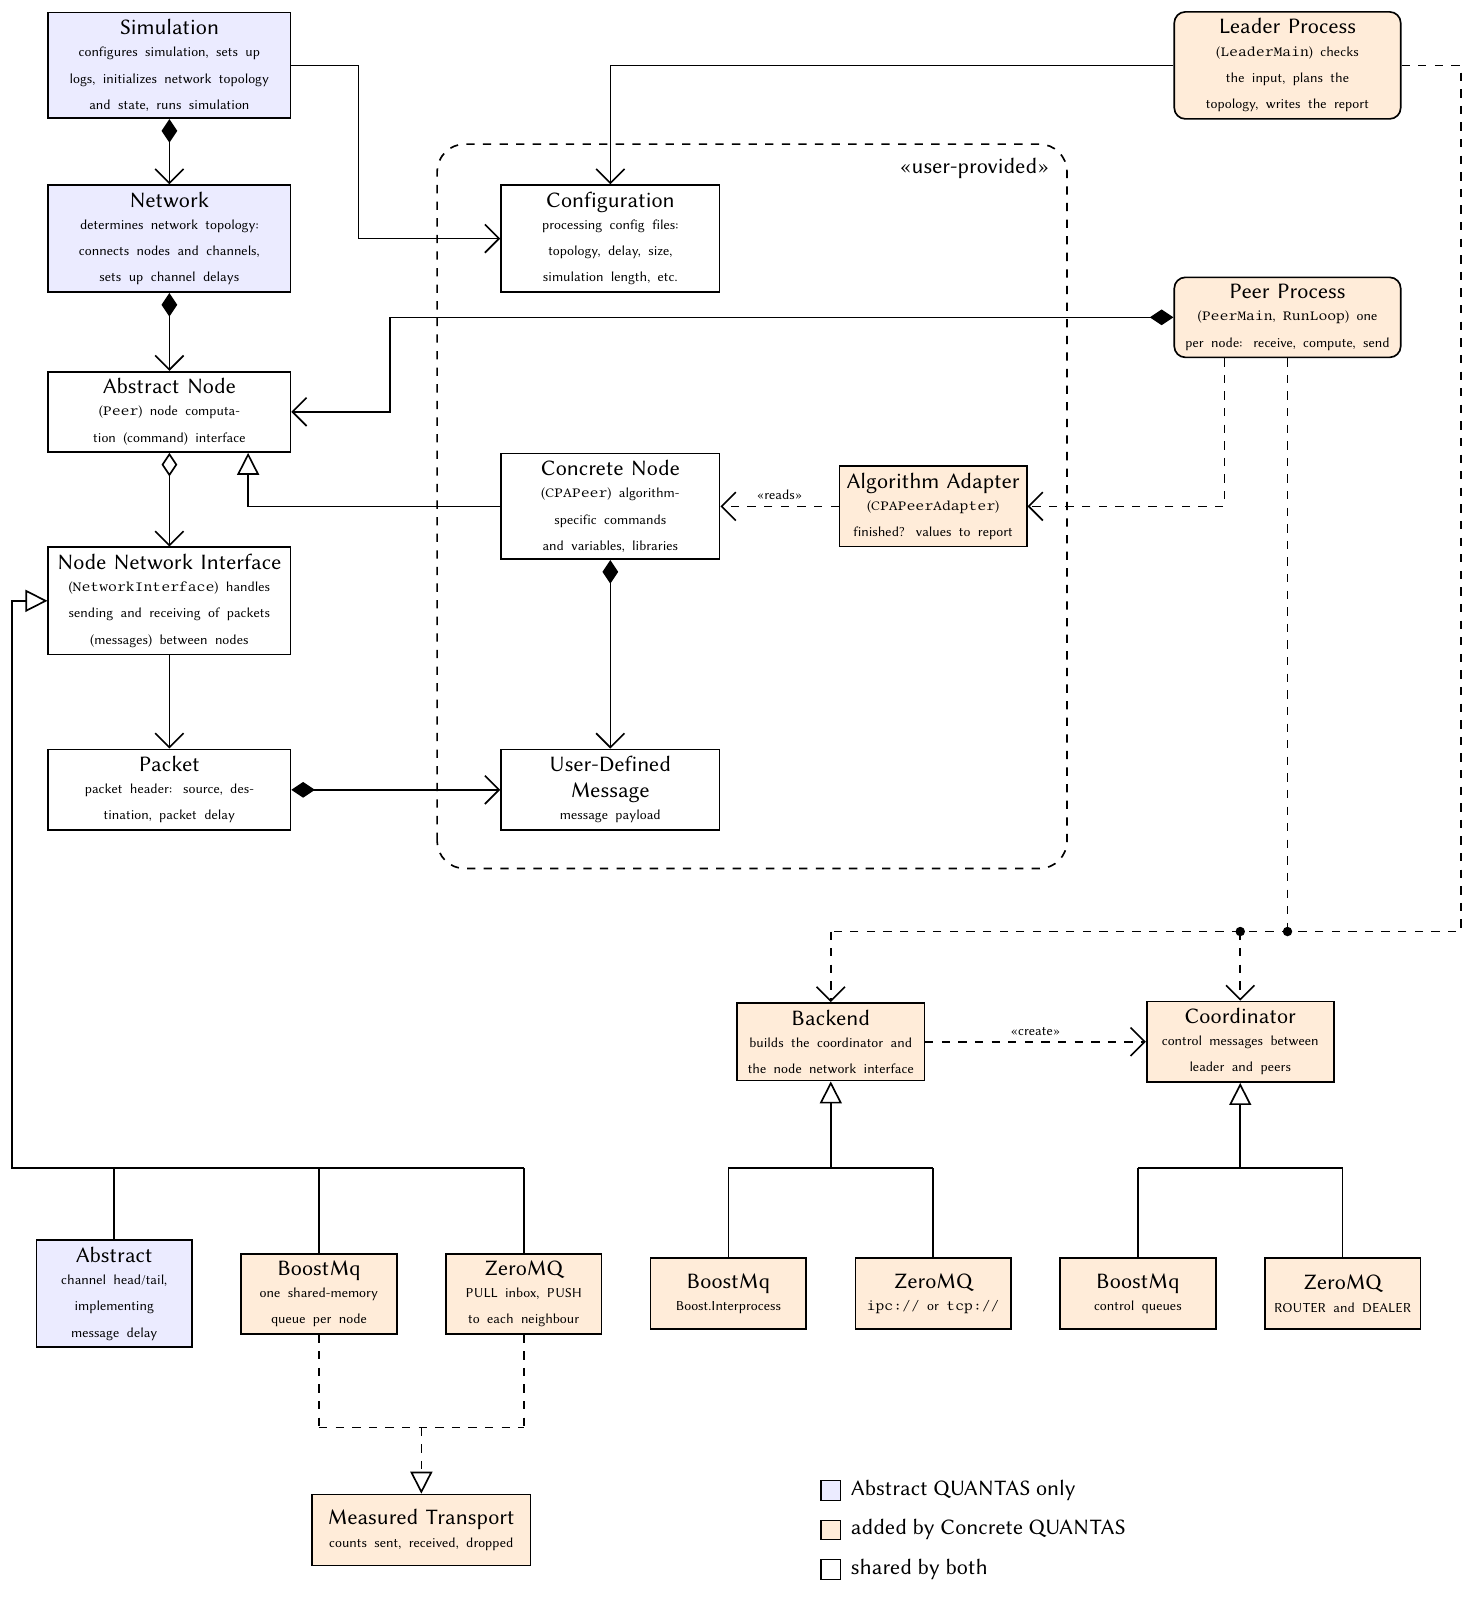 Simulation
configures simulation, sets up
logs, initializes network topology
and state, runs simulation
Leader Process
(LeaderMain) checks
the input, plans the
topology, writes the report
«user-provided»
Network
determines network topology:
connects nodes and channels,
sets up channel delays
Configuration
processing config files:
topology, delay, size,
simulation length, etc.
Peer Process
(PeerMain, RunLoop) one
per node: receive, compute, send
Abstract Node
(Peer) node computa-
tion (command) interface
Concrete Node
(CPAPeer) algorithm-
specific commands
and variables, libraries
«reads»
Algorithm Adapter
(CPAPeerAdapter)
finished? values to report
Node Network Interface
(NetworkInterface) handles
sending and receiving of packets
(messages) between nodes
Packet
packet header: source, des-
tination, packet delay
User-Defined
Message
message payload
Backend
builds the coordinator and
the node network interface
«create»
Coordinator
control messages between
leader and peers
Abstract
channel head/tail,
implementing
message delay
BoostMq
one shared-memory
queue per node
ZeroMQ
PULL inbox, PUSH
to each neighbour
BoostMq
Boost.Interprocess
ZeroMQ
ipc:// or tcp://
BoostMq
control queues
ZeroMQ
ROUTER and DEALER
Measured Transport
counts sent, received, dropped
Abstract QUANTAS only
added by Concrete QUANTAS
shared by both